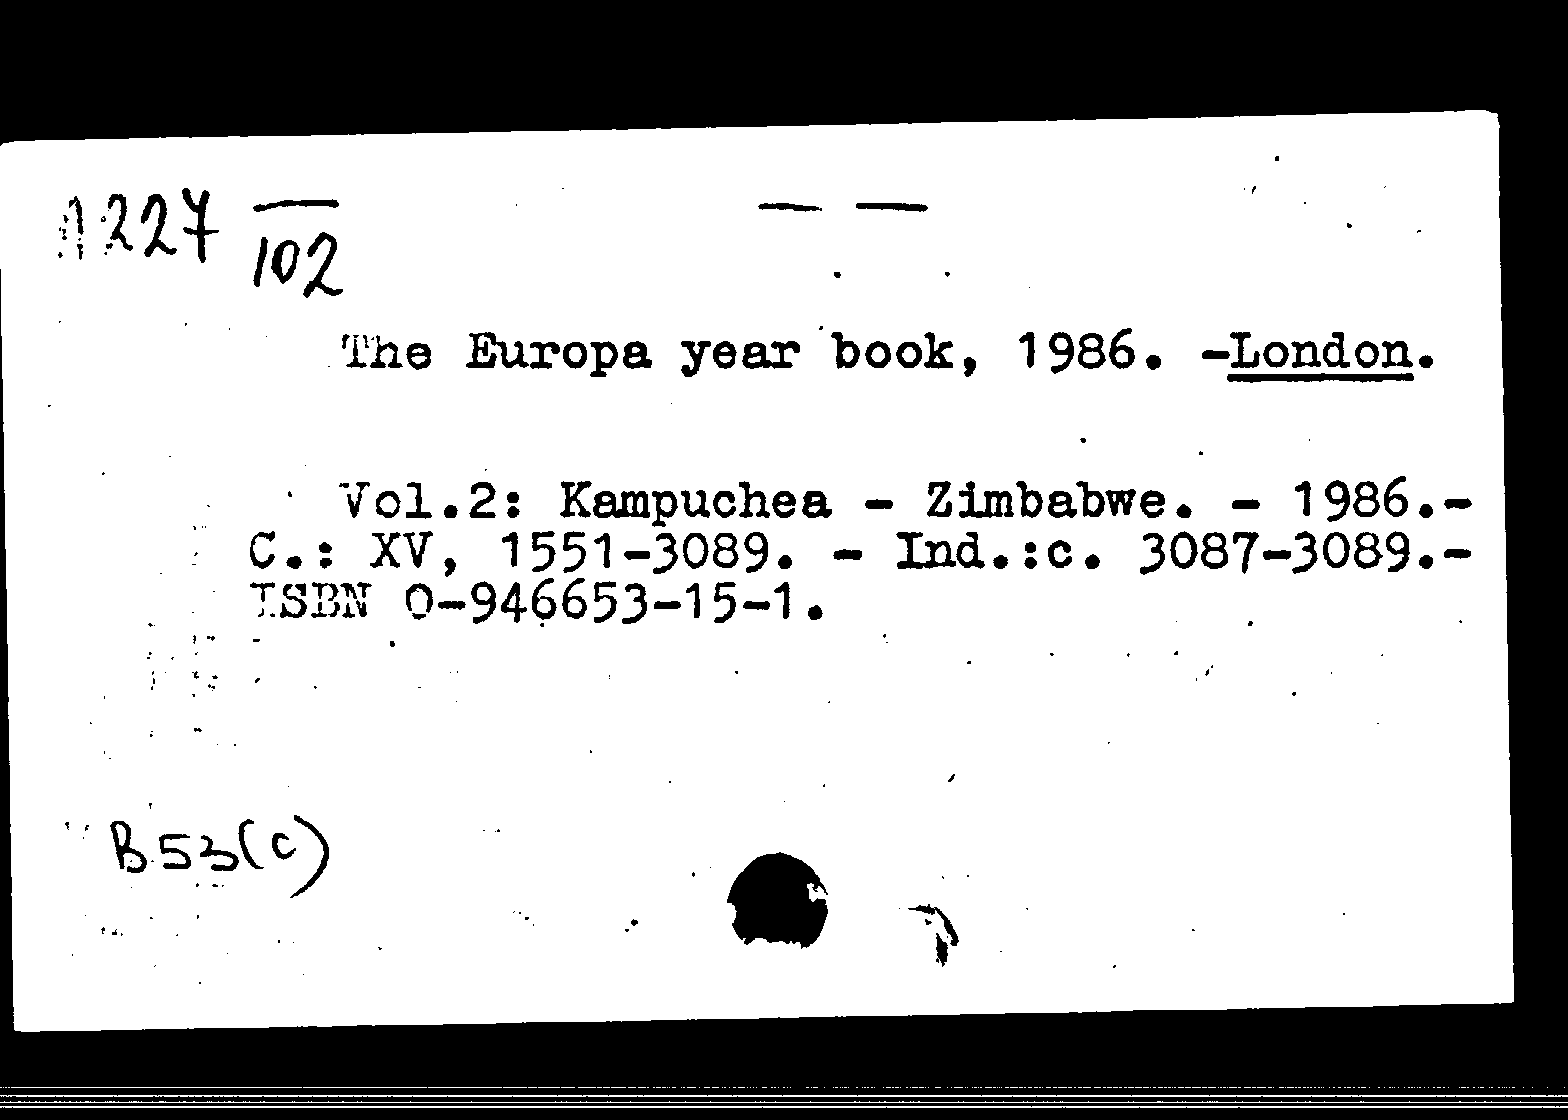 A227 102
The Europa year book, 1986. -London.
Vol.2: Kampuchea - Zimbabwe. - 1986.-
C.: XV, 1551-3089. - Ind.:c. 3087-3089.-
ISBN 0-946653-15-1.
B53(c)